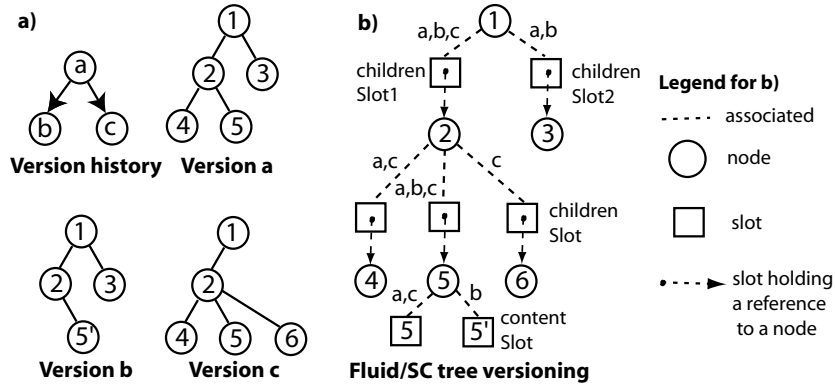 a)
1
a
2
3
b
c
4
5
Version history
Version a
1
2
3
5'
Version b
1
2
4
5
6
Version c
b)
1
a,b,c
a,b
children
Slot1
children
Slot2
2
3
a,c
a,b,c
c
children
Slot
4
5
6
a,c
b
5
5'
content
Slot
Fluid/SC tree versioning
Legend for b)
associated
node
slot
slot holding
a reference
to a node